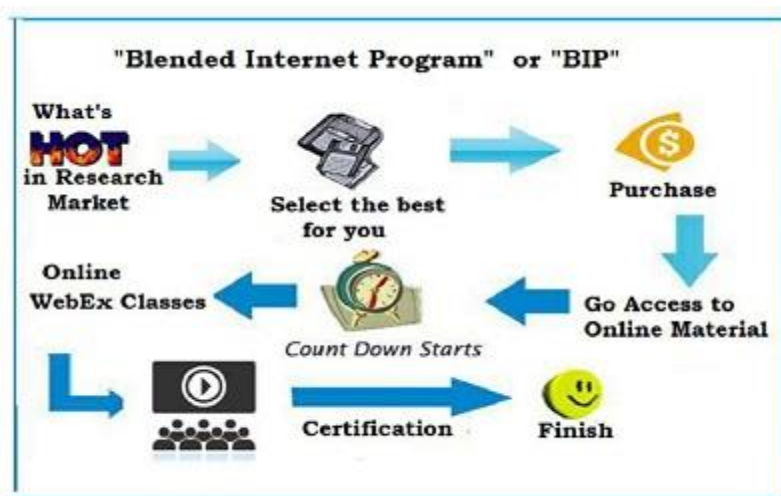 "Blended Internet Program" or "BIP"
What's
HOT
in Research
Market
Select the best
for you
$
Purchase
Go Access to
Online Material
Count Down Starts
Online
WebEx Classes
Certification
Finish